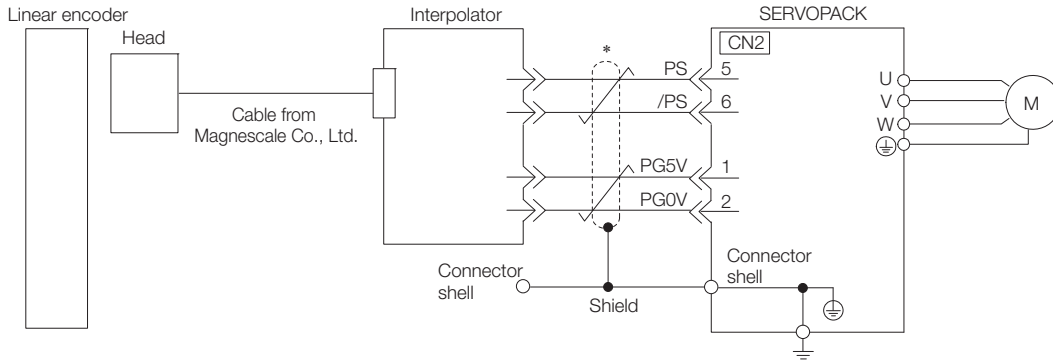 Linear encoder
Head
Cable from
Magnescale Co., Ltd.
Interpolator
*
SERVOPACK
CN2
PS 5
/PS 6
PG5V 1
PG0V 2
U
V
W
M
Connector
shell
Shield
Connector
shell